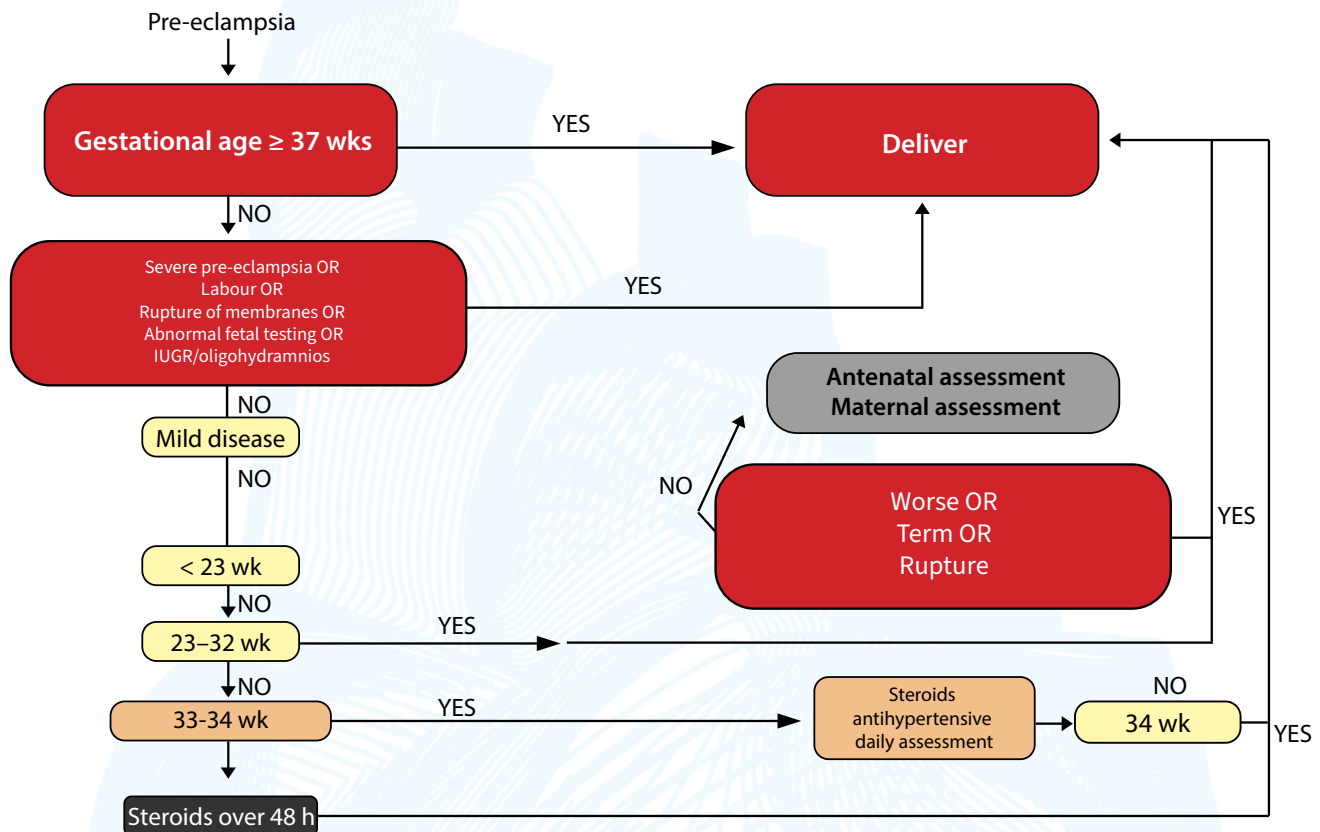 Pre-eclampsia
Gestational age ≥ 37 wks
YES
Deliver
NO
Severe pre-eclampsia OR
Labour OR
Rupture of membranes OR
Abnormal fetal testing OR
IUGR/oligohydramnios
YES
NO
Mild disease
NO
Antenatal assessment
Maternal assessment
NO
Worse OR
Term OR
Rupture
YES
< 23 wk
NO
23–32 wk
YES
NO
33-34 wk
YES
Steroids
antihypertensive
daily assessment
NO
34 wk
YES
Steroids over 48 h